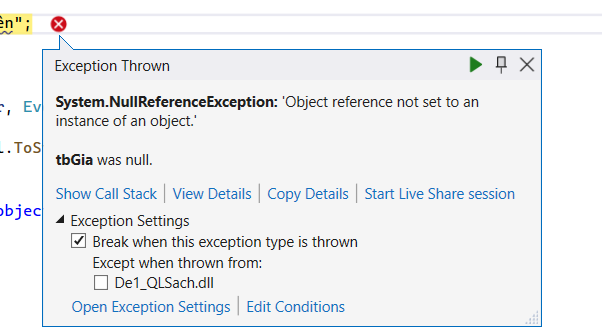 ên";
Exception Thrown
System.NullReferenceException: 'Object reference not set to an
instance of an object.'
r, Ev
tbGia was null.
l.ToS
Show Call Stack | View Details | Copy Details | Start Live Share session
objec
Exception Settings
Break when this exception type is thrown
Except when thrown from:
De1_QLSach.dll
Open Exception Settings | Edit Conditions